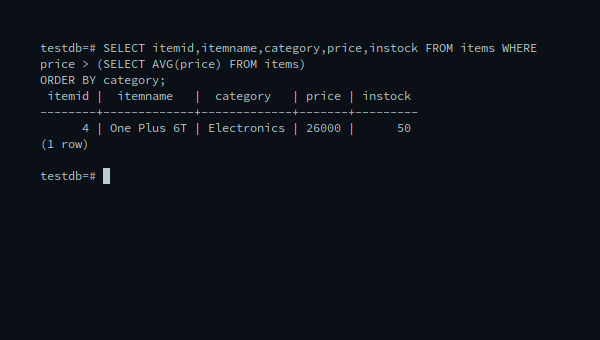 testdb=# SELECT itemid,itemname,category,price,instock FROM items WHERE
price > (SELECT AVG(price) FROM items)
ORDER BY category;
 itemid |  itemname   |  category   | price | instock
--------+-------------+-------------+-------+---------
      4 | One Plus 6T | Electronics | 26000 |      50
(1 row)
testdb=#